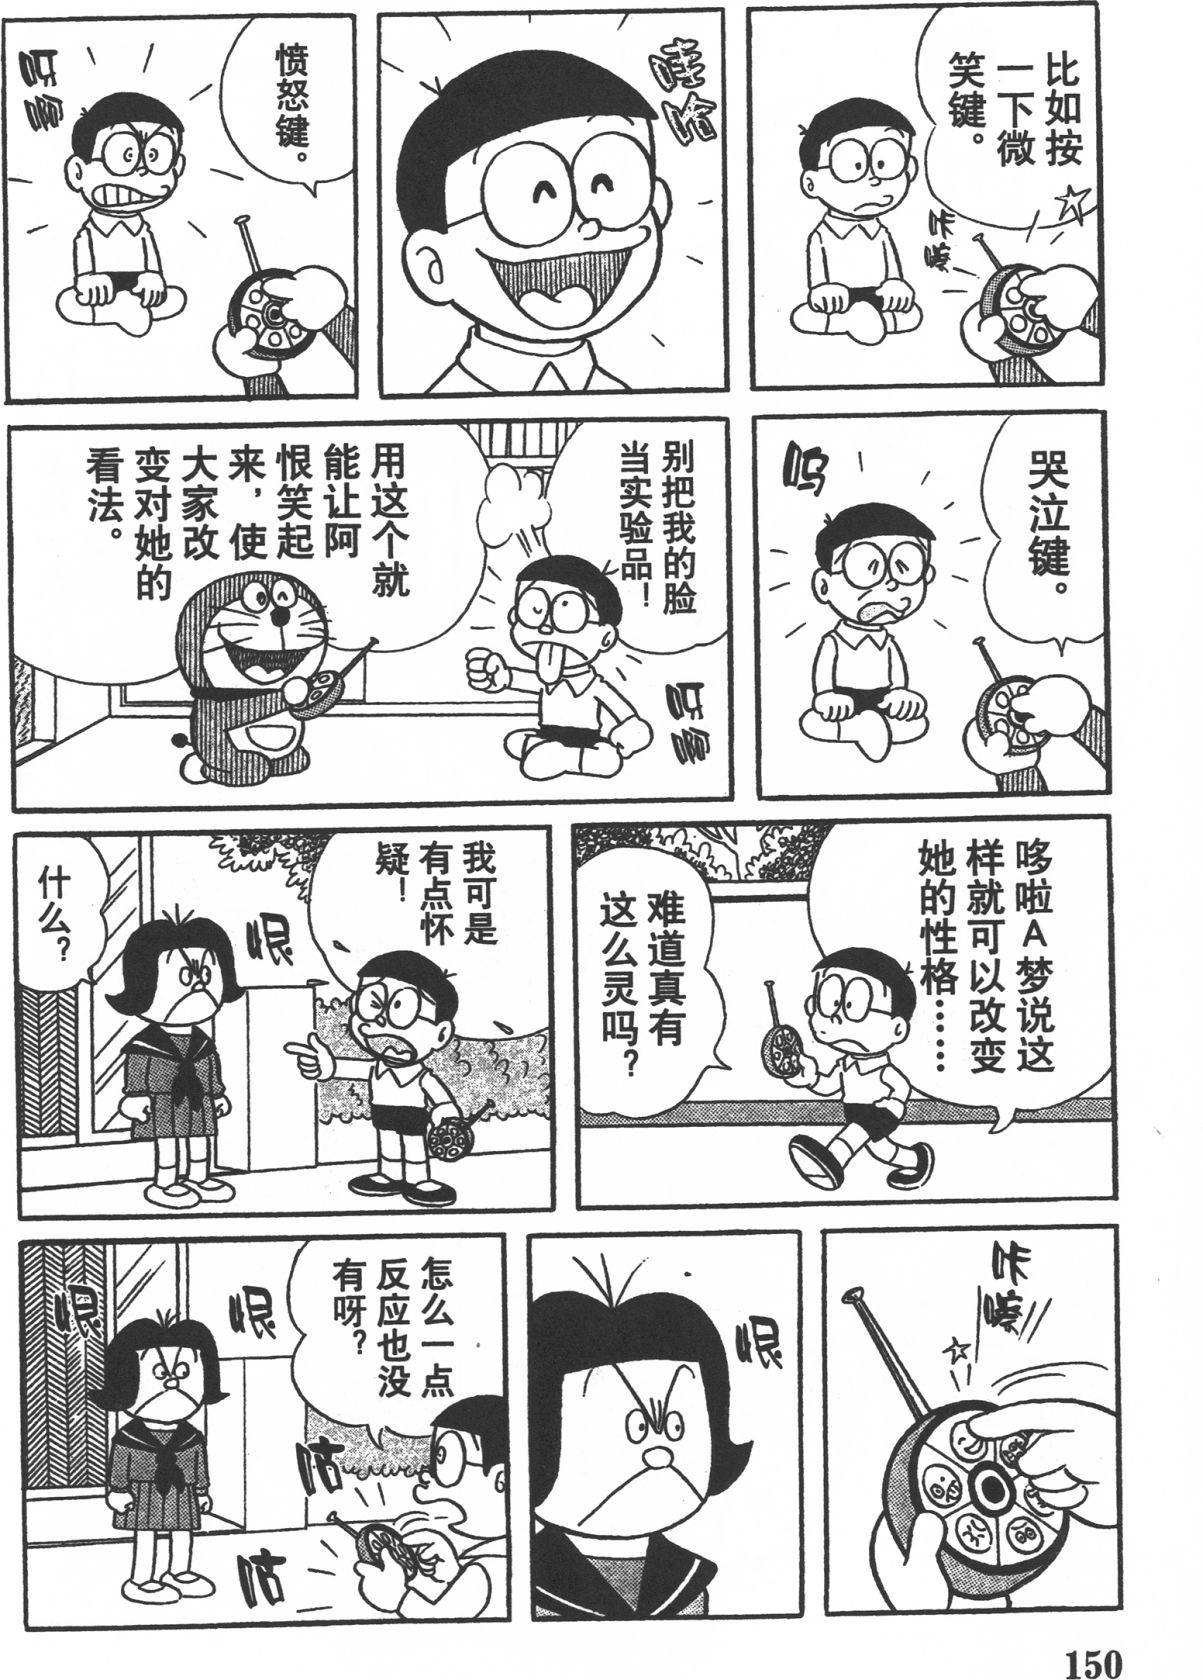 比如按
一下微
笑键。
咔
嚓
哇
哈
愤怒键。
哭泣键。
呜
别把我的脸
当实验品！
用这个就
能让阿
恨笑起
来，使
大家改
变对她的
看法。
哆啦A梦说这
样就可以改变
她的性格……
难道真有
这么灵吗？
我可是
有点怀
疑！
恨
什么？
咔
嚓
恨
怎么一点
反应也没
有呀？
咕
咕
恨
恨
150